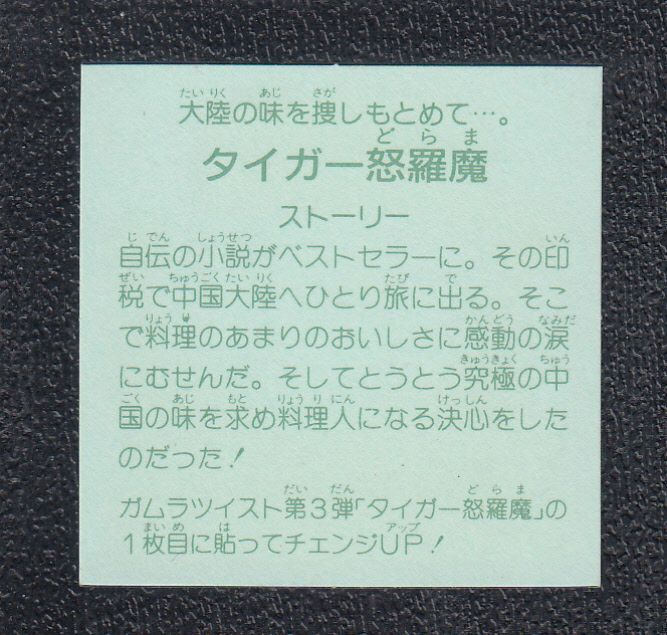 大陸の味を捜しもとめて…。
タイガー怒羅魔
ストーリー
自伝の小説がベストセラーに。その印
税で中国大陸へひとり旅に出る。そこ
で料理のあまりのおいしさに感動の涙
にむせんだ。そしてとうとう究極の中
国の味を求め料理人になる決心をした
のだった!
ガムラツイスト第3弾「タイガー怒羅魔」の
1枚目に貼ってチェンジUP!